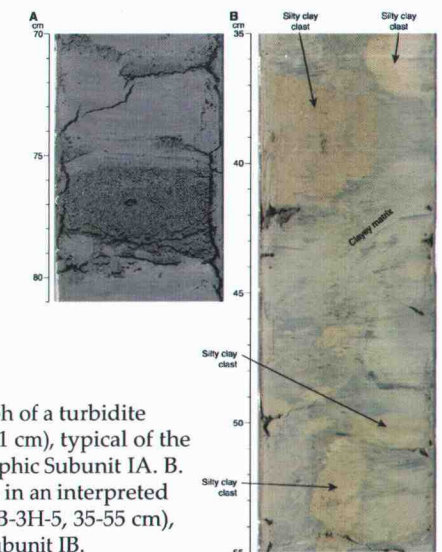 A
cm
70
75
80
B
cm
35
40
45
50
55
Silty clay
clast
Silty clay
clast
Clayey matrix
Silty clay
clast
Silty clay
clast
h of a turbidite
1 cm), typical of the
phic Subunit IA. B.
in an interpreted
B-3H-5, 35-55 cm),
ubunit IB.